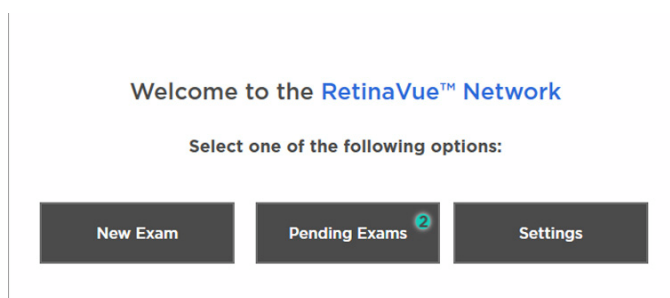 Welcome to the RetinaVue™ Network
Select one of the following options:
New Exam
Pending Exams 2
Settings